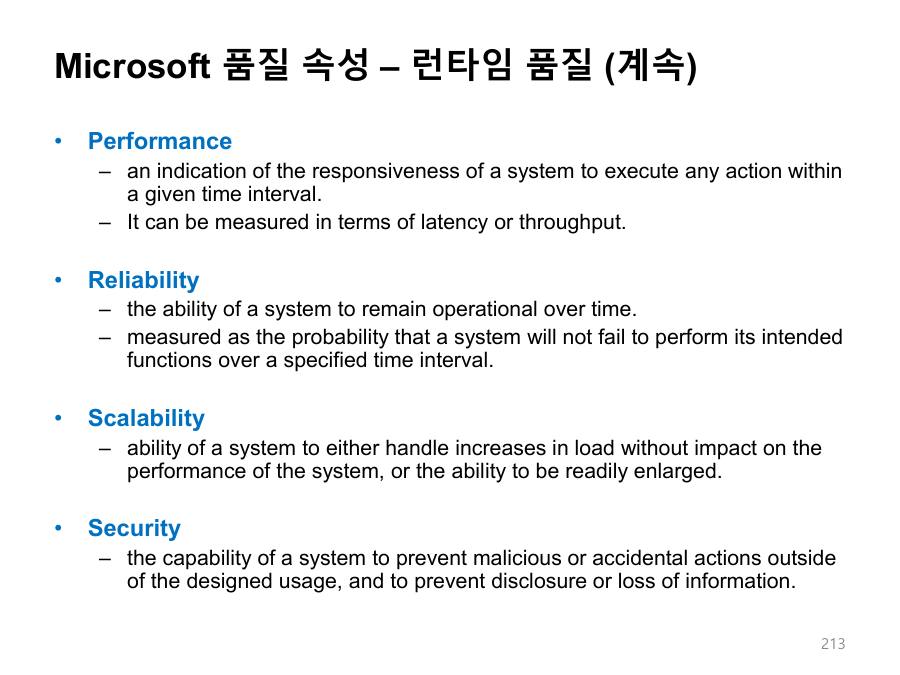 Microsoft 품질 속성 – 런타임 품질 (계속)
• Performance
– an indication of the responsiveness of a system to execute any action within
a given time interval.
– It can be measured in terms of latency or throughput.
• Reliability
– the ability of a system to remain operational over time.
– measured as the probability that a system will not fail to perform its intended
functions over a specified time interval.
• Scalability
– ability of a system to either handle increases in load without impact on the
performance of the system, or the ability to be readily enlarged.
• Security
– the capability of a system to prevent malicious or accidental actions outside
of the designed usage, and to prevent disclosure or loss of information.
213